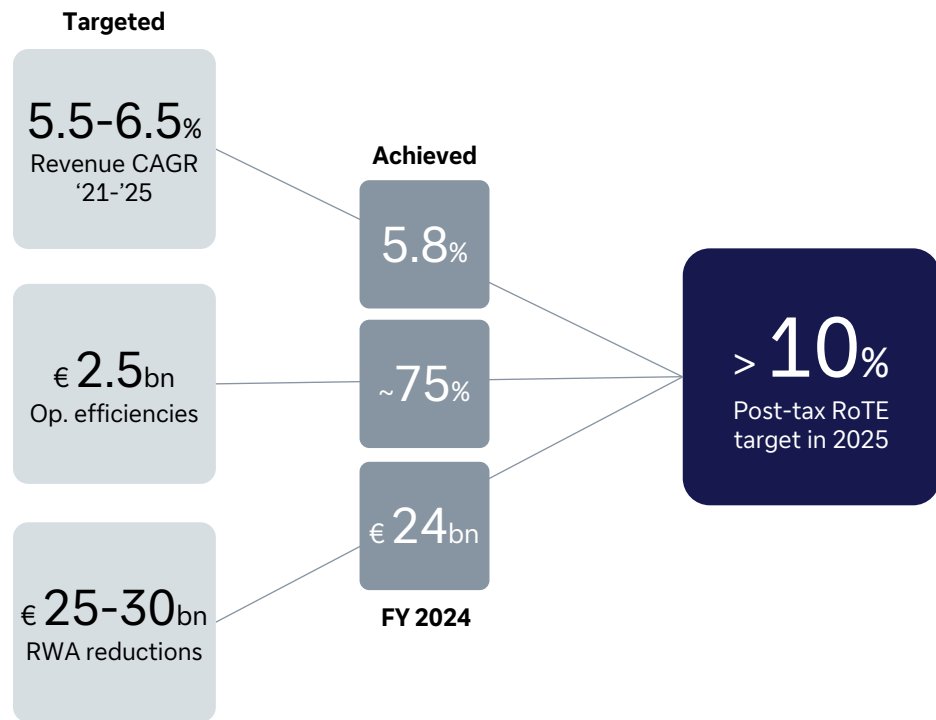 Targeted
5.5-6.5%
Revenue CAGR
‘21-’25
€ 2.5bn
Op. efficiencies
€ 25-30bn
RWA reductions
Achieved
5.8%
~75%
€ 24bn
FY 2024
> 10%
Post-tax RoTE
target in 2025